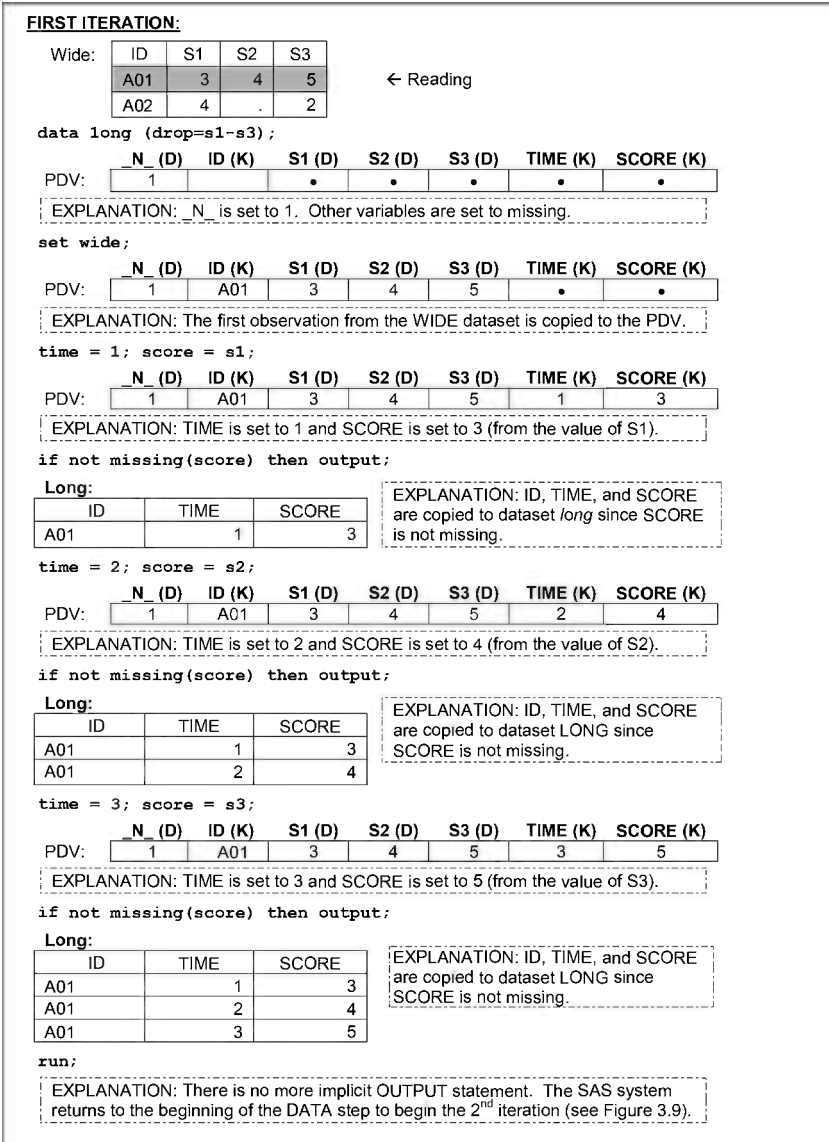 FIRST ITERATION:
Wide: ID S1 S2 S3
A01 3 4 5 ← Reading
A02 4 . 2
data long (drop=s1-s3);
_N_ (D) ID (K) S1 (D) S2 (D) S3 (D) TIME (K) SCORE (K)
PDV: 1 • • • • •
EXPLANATION: _N_ is set to 1. Other variables are set to missing.
set wide;
_N_ (D) ID (K) S1 (D) S2 (D) S3 (D) TIME (K) SCORE (K)
PDV: 1 A01 3 4 5 • •
EXPLANATION: The first observation from the WIDE dataset is copied to the PDV.
time = 1; score = s1;
_N_ (D) ID (K) S1 (D) S2 (D) S3 (D) TIME (K) SCORE (K)
PDV: 1 A01 3 4 5 1 3
EXPLANATION: TIME is set to 1 and SCORE is set to 3 (from the value of S1).
if not missing(score) then output;
Long:
ID TIME SCORE
A01 1 3
EXPLANATION: ID, TIME, and SCORE
are copied to dataset long since SCORE
is not missing.
time = 2; score = s2;
_N_ (D) ID (K) S1 (D) S2 (D) S3 (D) TIME (K) SCORE (K)
PDV: 1 A01 3 4 5 2 4
EXPLANATION: TIME is set to 2 and SCORE is set to 4 (from the value of S2).
if not missing(score) then output;
Long:
ID TIME SCORE
A01 1 3
A01 2 4
EXPLANATION: ID, TIME, and SCORE
are copied to dataset LONG since
SCORE is not missing.
time = 3; score = s3;
_N_ (D) ID (K) S1 (D) S2 (D) S3 (D) TIME (K) SCORE (K)
PDV: 1 A01 3 4 5 3 5
EXPLANATION: TIME is set to 3 and SCORE is set to 5 (from the value of S3).
if not missing(score) then output;
Long:
ID TIME SCORE
A01 1 3
A01 2 4
A01 3 5
EXPLANATION: ID, TIME, and SCORE
are copied to dataset LONG since
SCORE is not missing.
run;
EXPLANATION: There is no more implicit OUTPUT statement. The SAS system
returns to the beginning of the DATA step to begin the 2nd iteration (see Figure 3.9).